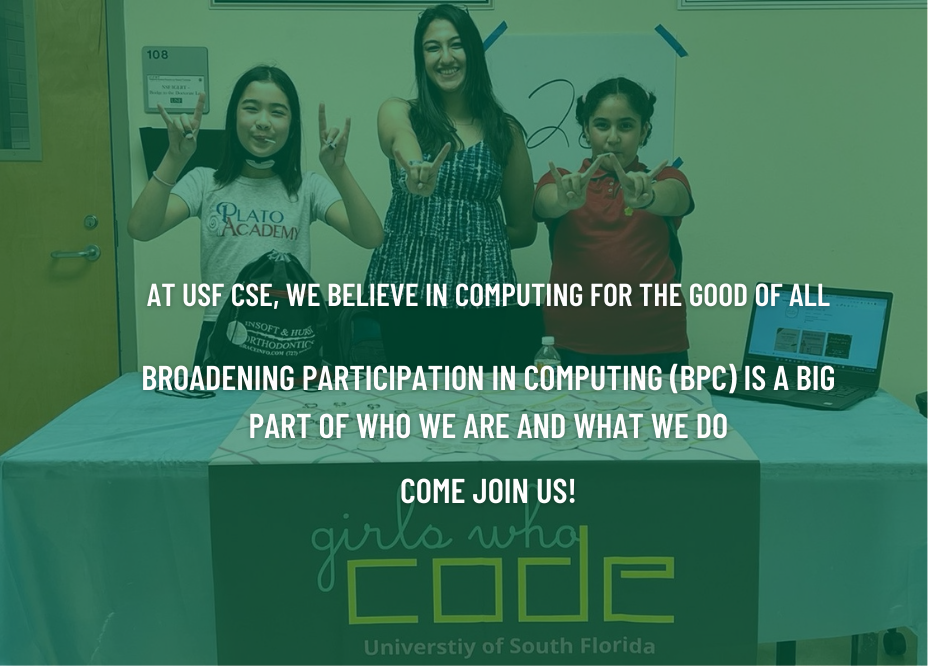 108
PLATO
ACADEMY
2
AT USF CSE, WE BELIEVE IN COMPUTING FOR THE GOOD OF ALL
& HU
ORTHODONTICS
BROADENING PARTICIPATION IN COMPUTING (BPC) IS A BIG
PART OF WHO WE ARE AND WHAT WE DO
COME JOIN US!
girls who
code
Universtiy of South Florida